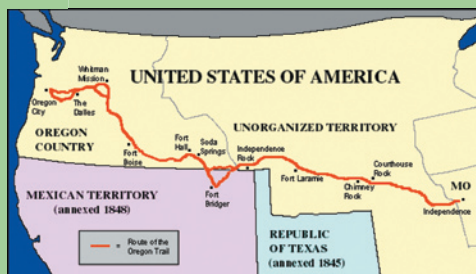 Whitman
Mission
UNITED STATES OF AMERICA
Oregon
City
The
Dalles
OREGON
COUNTRY
Fort
Boise
Fort
Hall
Soda
Springs
UNORGANIZED TERRITORY
Independence
Rock
Fort Laramie
Courthouse
Rock
Chimney
Rock
MO
Independence
Fort
Bridger
MEXICAN TERRITORY
(annexed 1848)
REPUBLIC
OF TEXAS
(annexed 1845)
Route of the
Oregon Trail